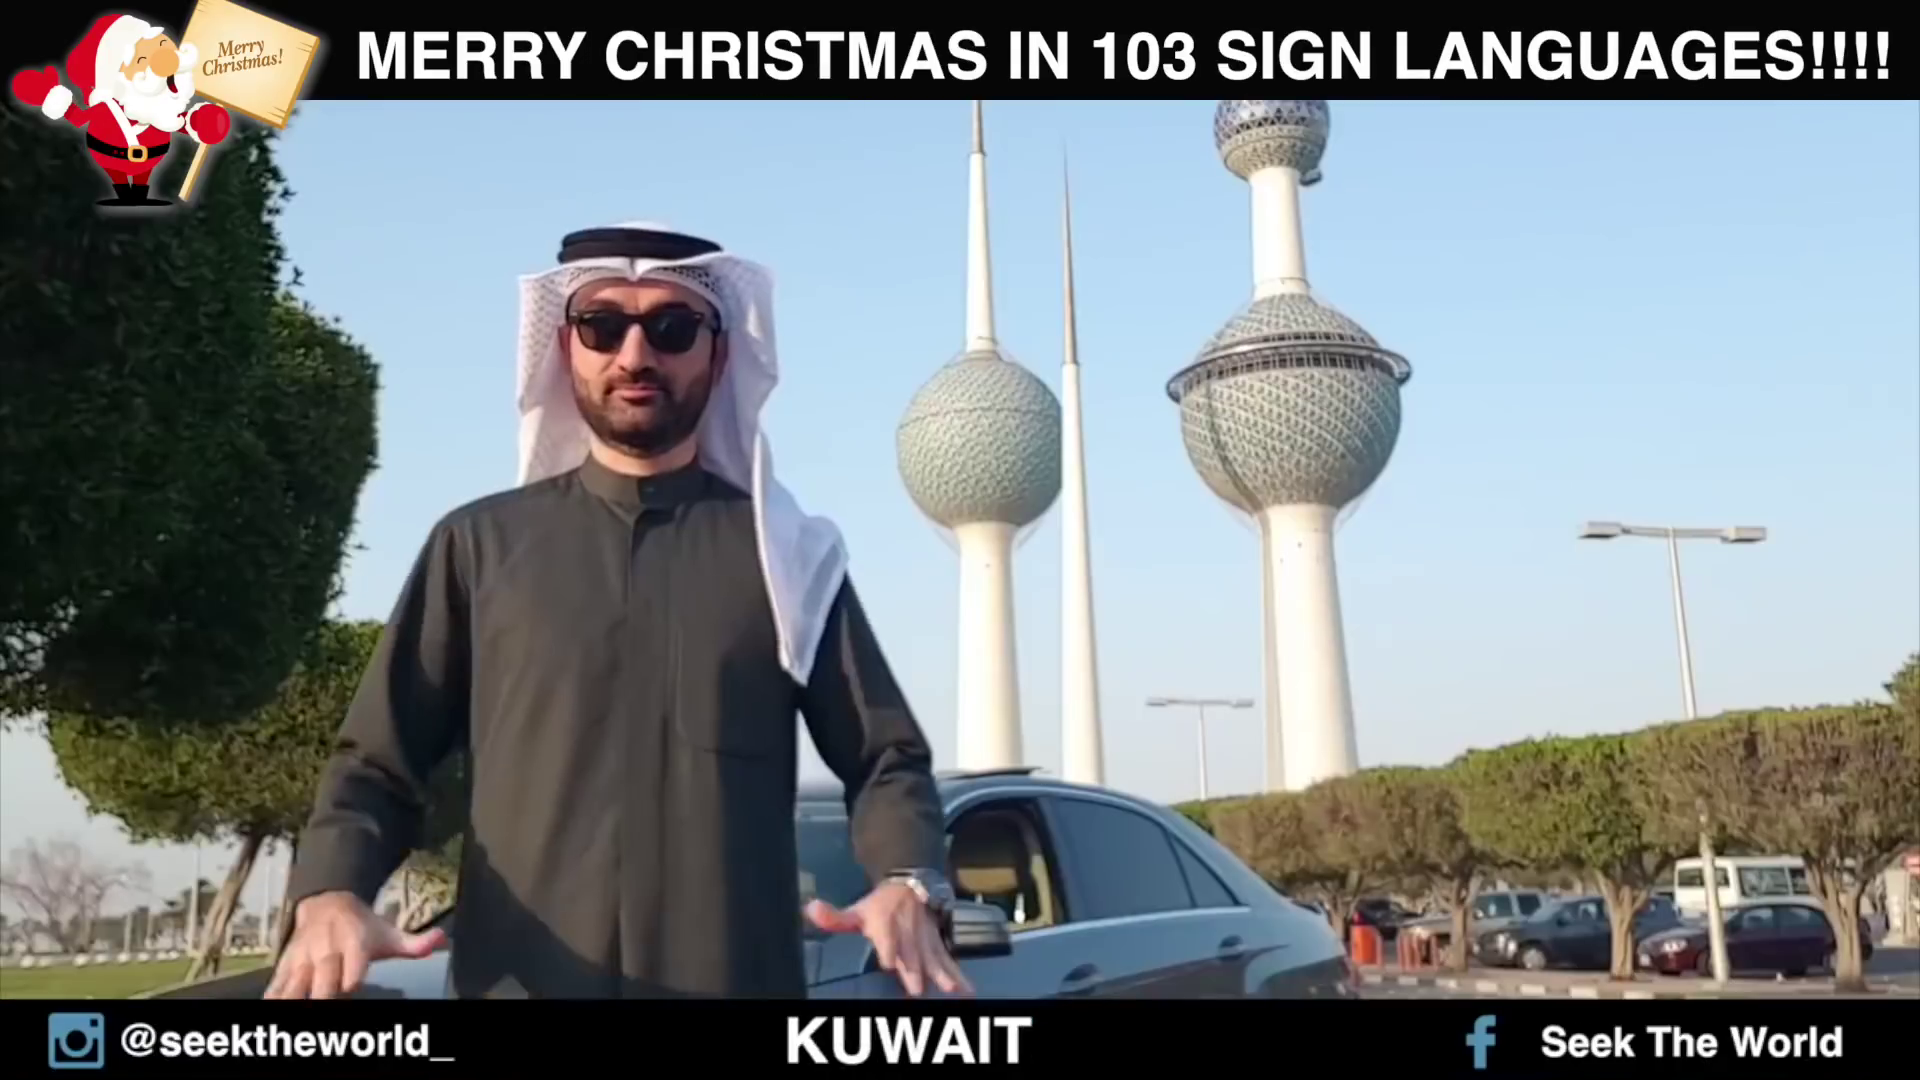 Merry
Christmas!
MERRY CHRISTMAS IN 103 SIGN LANGUAGES!!!!
@seektheworld_
KUWAIT
Seek The World